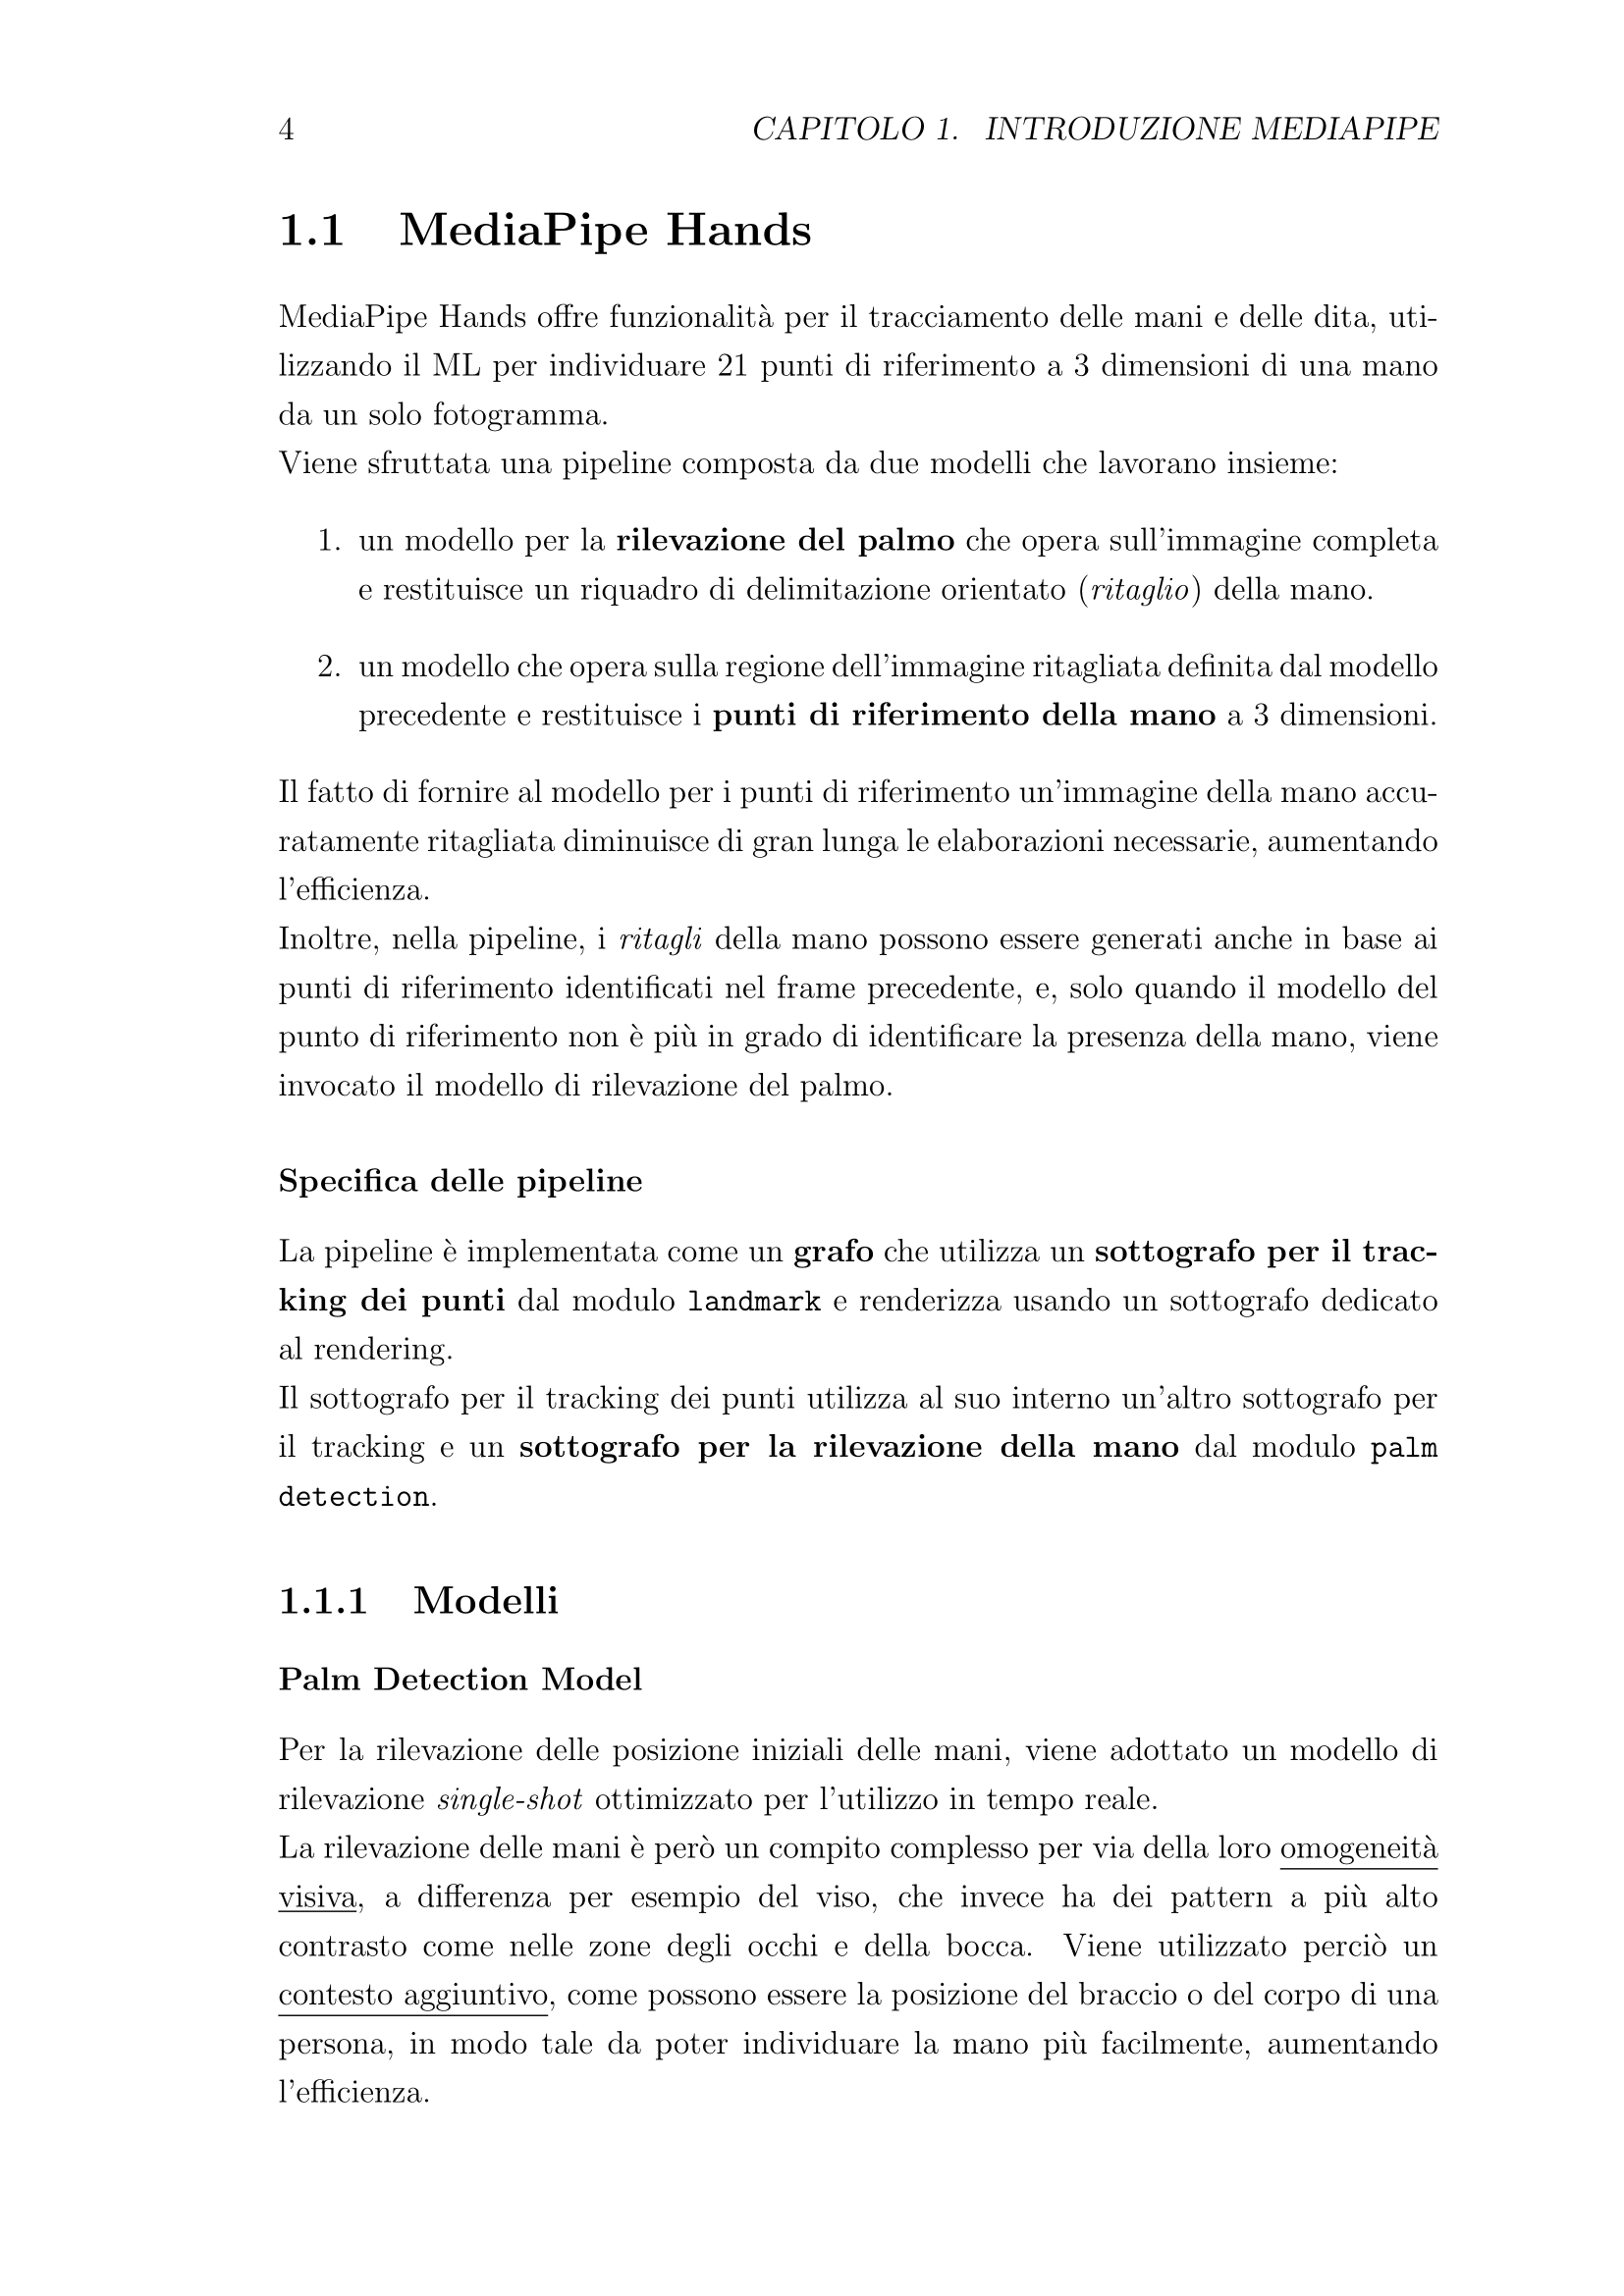 4 CAPITOLO 1. INTRODUZIONE MEDIAPIPE
1.1 MediaPipe Hands
MediaPipe Hands offre funzionalità per il tracciamento delle mani e delle dita, uti-
lizzando il ML per individuare 21 punti di riferimento a 3 dimensioni di una mano
da un solo fotogramma.
Viene sfruttata una pipeline composta da due modelli che lavorano insieme:
1. un modello per la rilevazione del palmo che opera sull'immagine completa
e restituisce un riquadro di delimitazione orientato (ritaglio) della mano.
2. un modello che opera sulla regione dell'immagine ritagliata definita dal modello
precedente e restituisce i punti di riferimento della mano a 3 dimensioni.
Il fatto di fornire al modello per i punti di riferimento un'immagine della mano accu-
ratamente ritagliata diminuisce di gran lunga le elaborazioni necessarie, aumentando
l'efficienza.
Inoltre, nella pipeline, i ritagli della mano possono essere generati anche in base ai
punti di riferimento identificati nel frame precedente, e, solo quando il modello del
punto di riferimento non è più in grado di identificare la presenza della mano, viene
invocato il modello di rilevazione del palmo.
Specifica delle pipeline
La pipeline è implementata come un grafo che utilizza un sottografo per il trac-
king dei punti dal modulo landmark e renderizza usando un sottografo dedicato
al rendering.
Il sottografo per il tracking dei punti utilizza al suo interno un'altro sottografo per
il tracking e un sottografo per la rilevazione della mano dal modulo palm
detection.
1.1.1 Modelli
Palm Detection Model
Per la rilevazione delle posizione iniziali delle mani, viene adottato un modello di
rilevazione single-shot ottimizzato per l'utilizzo in tempo reale.
La rilevazione delle mani è però un compito complesso per via della loro omogeneità
visiva, a differenza per esempio del viso, che invece ha dei pattern a più alto
contrasto come nelle zone degli occhi e della bocca. Viene utilizzato perciò un
contesto aggiuntivo, come possono essere la posizione del braccio o del corpo di una
persona, in modo tale da poter individuare la mano più facilmente, aumentando
l'efficienza.